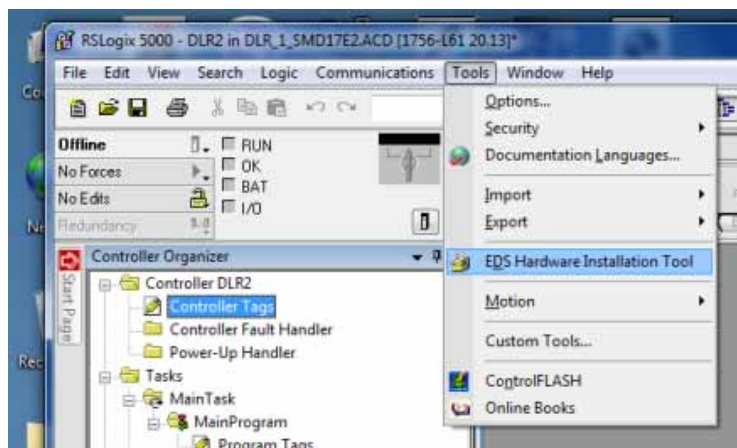 RSLogix 5000 - DLR2 in DLR_1_SMD17E2.ACD [1756-L61 20.13]*
File Edit View Search Logic Communications Tools Window Help
Options...
Security
Documentation Languages...
Import
Export
EDS Hardware Installation Tool
Motion
Custom Tools...
ControlFLASH
Online Books
Offline
RUN
No Forces
OK
BAT
No Edits
I/O
Redundancy
Start Page
Controller Organizer
Controller DLR2
Controller Tags
Controller Fault Handler
Power-Up Handler
Tasks
MainTask
MainProgram
Program Tags